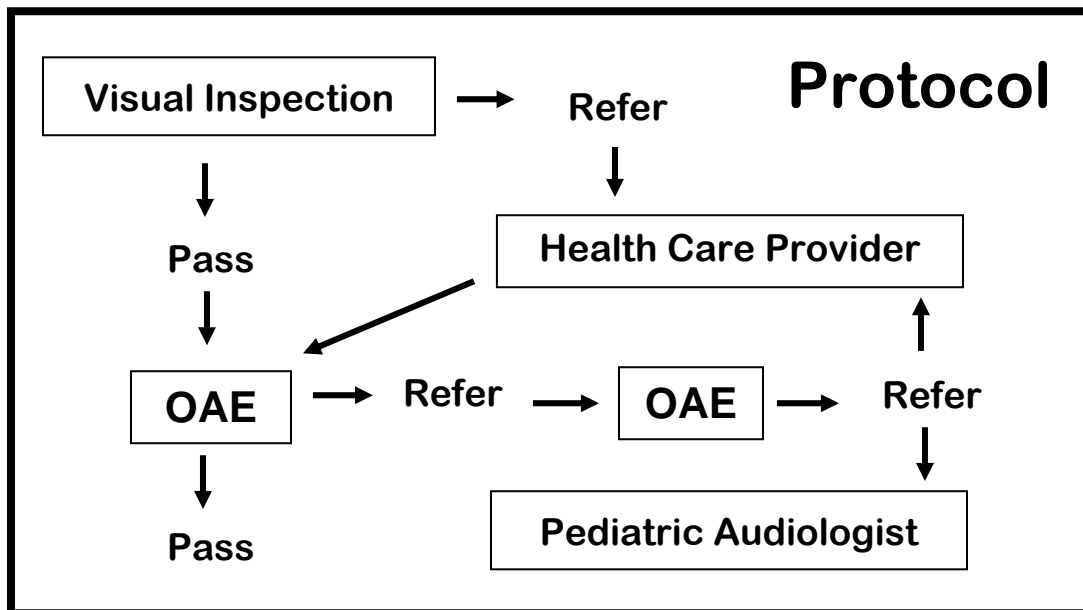 Protocol
Visual Inspection
Refer
Pass
Health Care Provider
OAE
Refer
OAE
Refer
Pass
Pediatric Audiologist